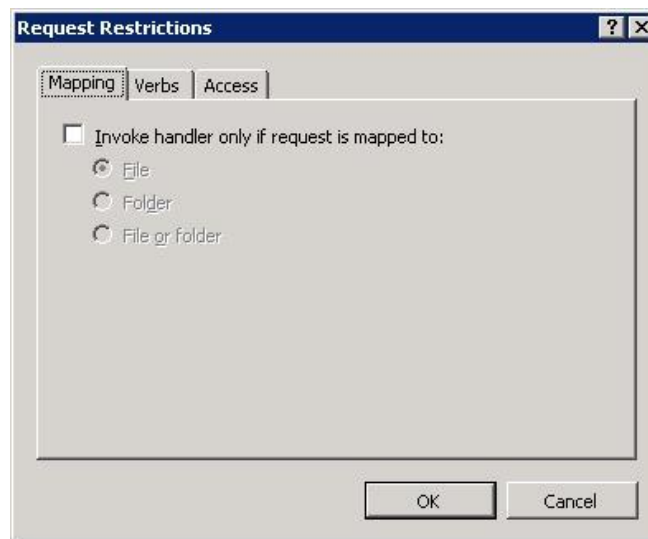 Request Restrictions
Mapping Verbs Access
Invoke handler only if request is mapped to:
File
Folder
File or folder
OK Cancel